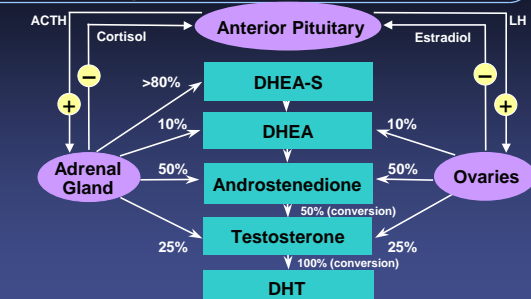 ACTH
Anterior Pituitary
LH
Cortisol
Estradiol
−
−
>80%
DHEA-S
+
+
10%
DHEA
10%
Adrenal
Gland
50%
Androstenedione
50%
Ovaries
50% (conversion)
25%
Testosterone
25%
100% (conversion)
DHT